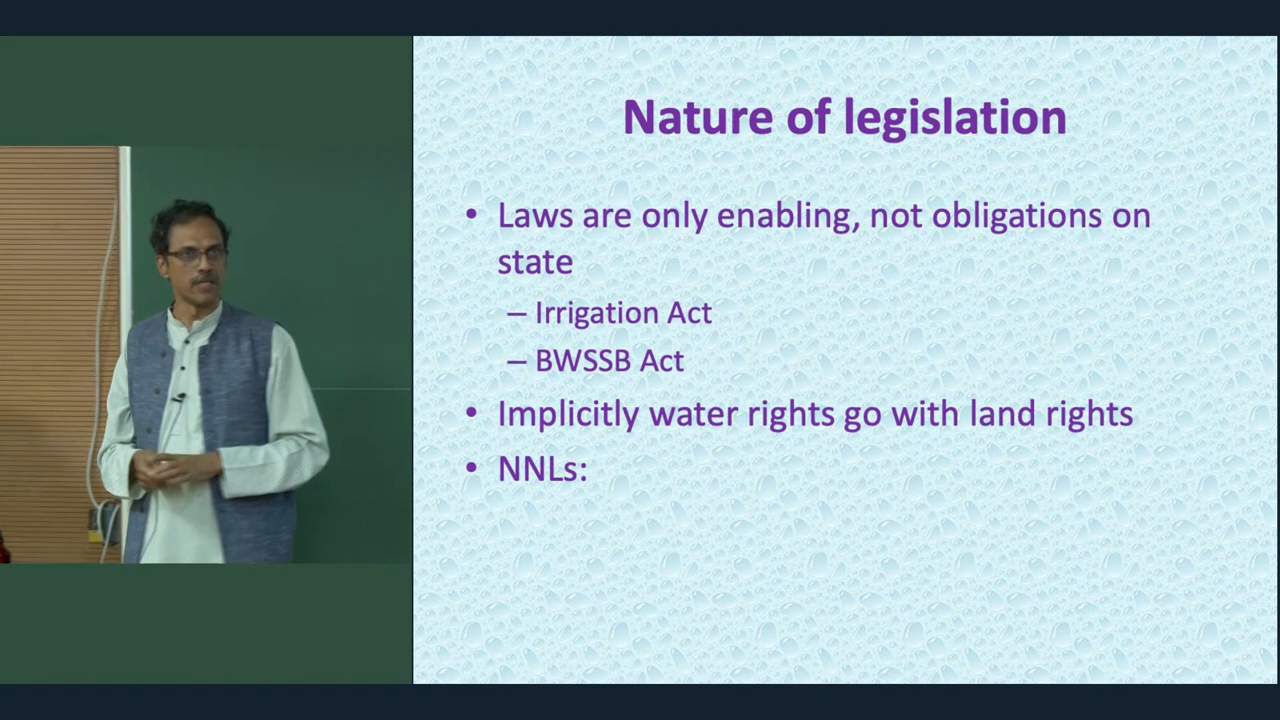 Nature of legislation
• Laws are only enabling, not obligations on
state
– Irrigation Act
– BWSSB Act
• Implicitly water rights go with land rights
• NNLs: